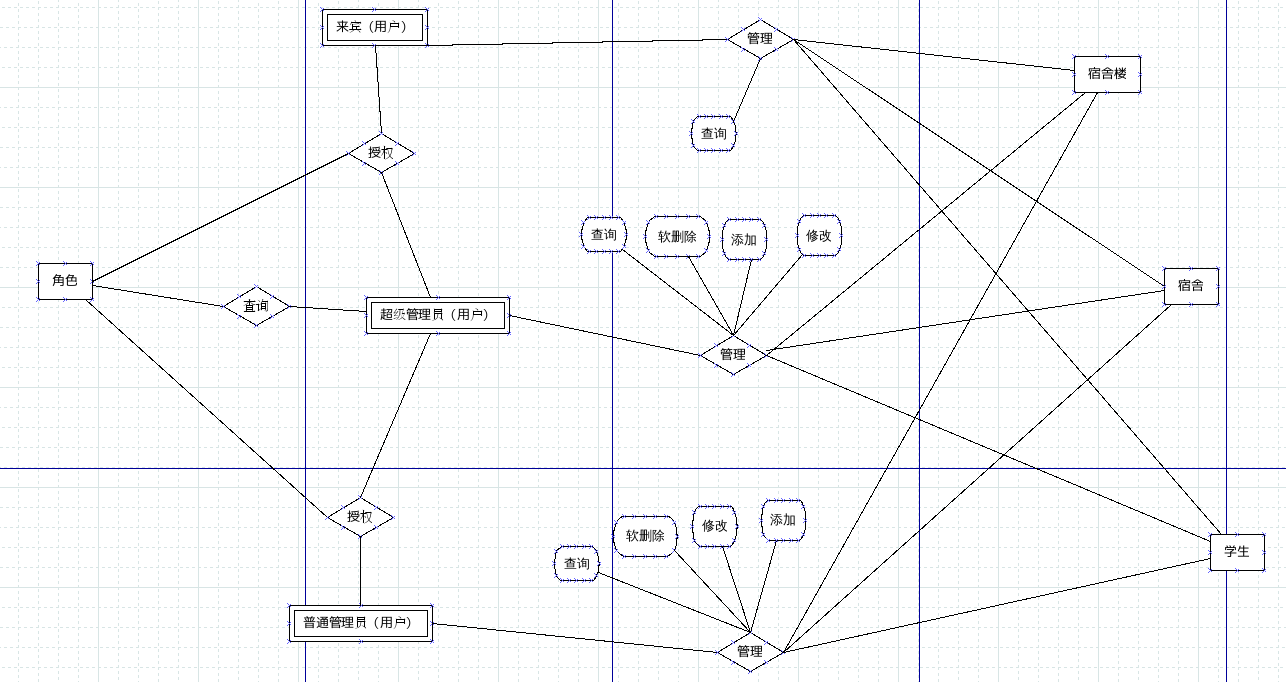 来宾（用户）
管理
宿舍楼
查询
授权
查询
软删除
添加
修改
角色
查询
超级管理员（用户）
宿舍
管理
授权
查询
软删除
修改
添加
学生
普通管理员（用户）
管理